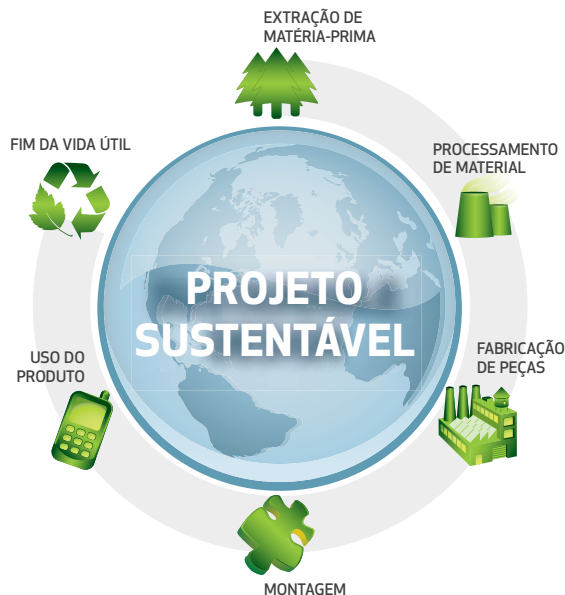 EXTRAÇÃO DE
MATÉRIA-PRIMA
PROCESSAMENTO
DE MATERIAL
FABRICAÇÃO
DE PEÇAS
MONTAGEM
USO DO
PRODUTO
FIM DA VIDA ÚTIL
PROJETO
SUSTENTÁVEL